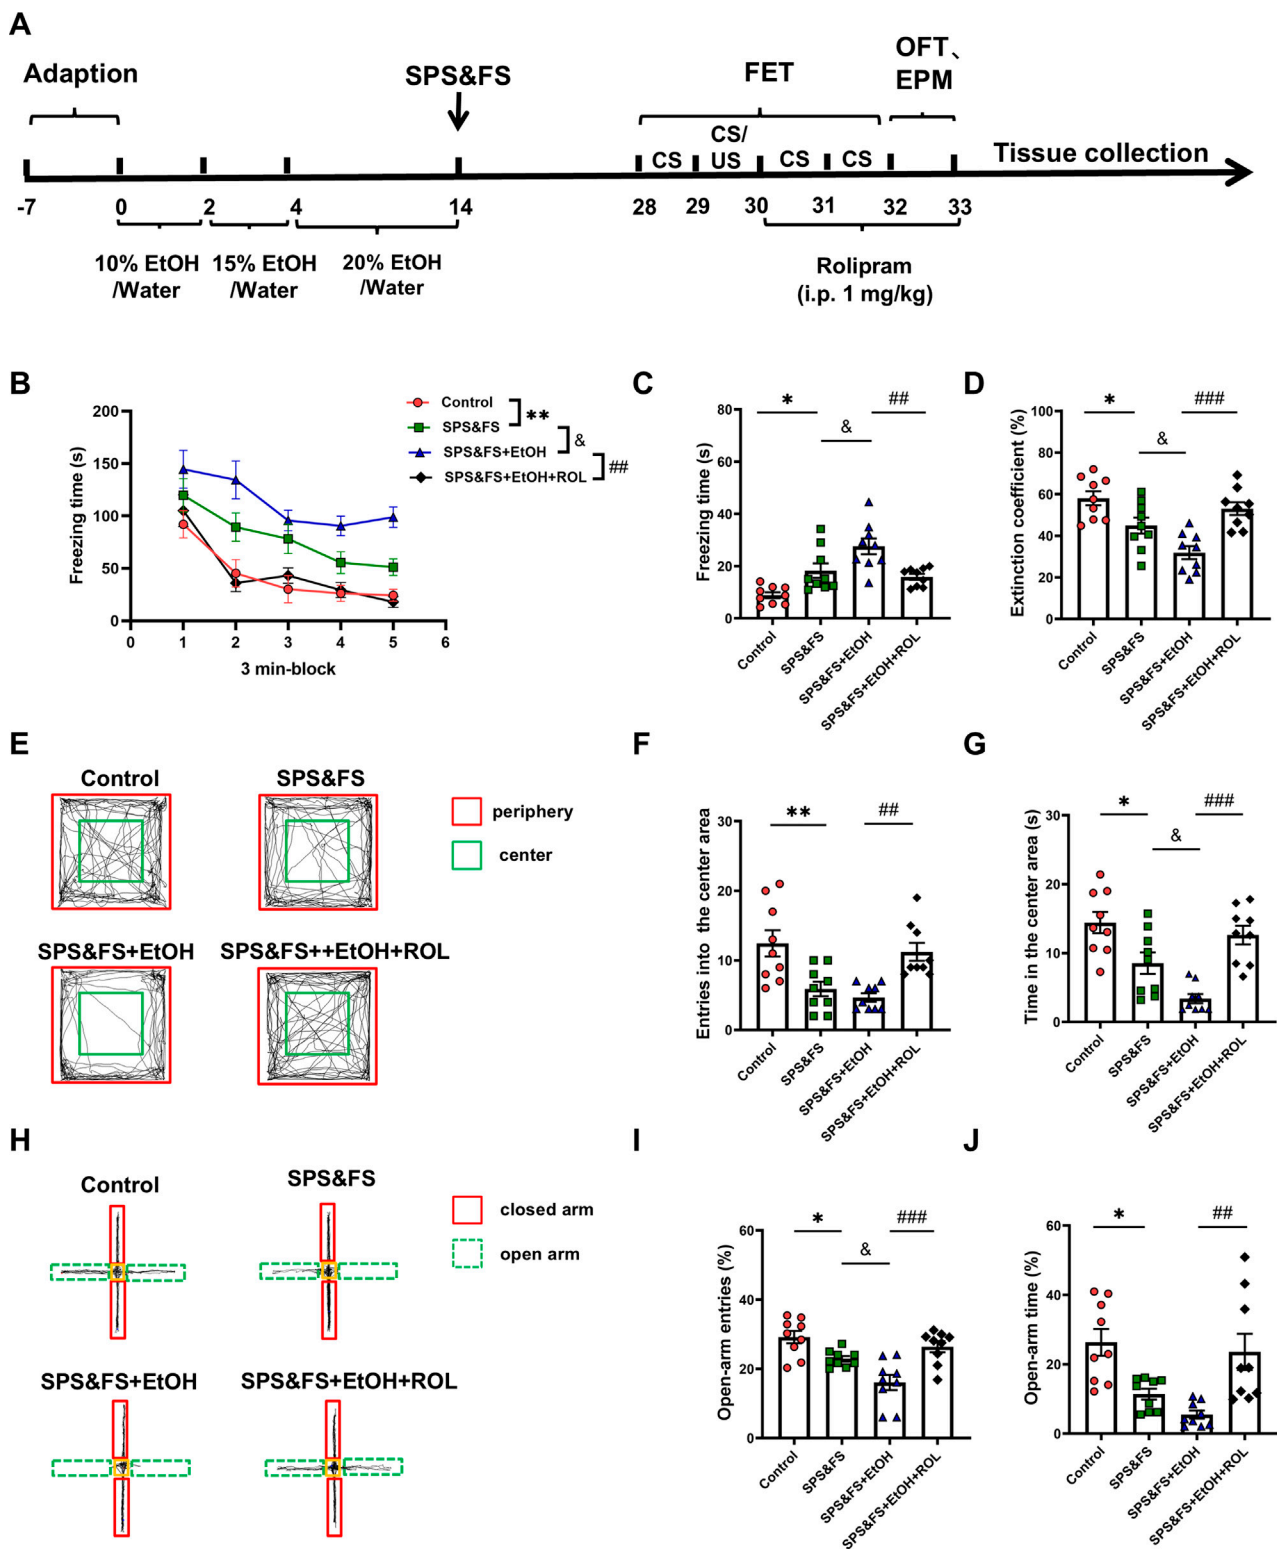 A
Adaption
SPS&FS
FET
OFT、
EPM
CS
CS/
US
CS
CS
Tissue collection
-7
0
2
4
14
28
29
30
31
32
33
10% EtOH
/Water
15% EtOH
/Water
20% EtOH
/Water
Rolipram
(i.p. 1 mg/kg)
B
Freezing time (s)
200
150
100
50
0
0
1
2
3
4
5
6
3 min-block
Control
SPS&FS
SPS&FS+EtOH
SPS&FS+EtOH+ROL
**
&
##
C
Freezing time (s)
80
60
40
20
0
*
&
##
Control
SPS&FS
SPS&FS+EtOH
SPS&FS+EtOH+ROL
D
Extinction coefficient (%)
100
80
60
40
20
0
*
&
###
Control
SPS&FS
SPS&FS+EtOH
SPS&FS+EtOH+ROL
E
Control
SPS&FS
periphery
center
SPS&FS+EtOH
SPS&FS++EtOH+ROL
F
Entries into the center area
30
20
10
0
**
##
Control
SPS&FS
SPS&FS+EtOH
SPS&FS+EtOH+ROL
G
Time in the center area (s)
30
20
10
0
*
&
###
Control
SPS&FS
SPS&FS+EtOH
SPS&FS+EtOH+ROL
H
Control
SPS&FS
closed arm
open arm
SPS&FS+EtOH
SPS&FS+EtOH+ROL
I
Open-arm entries (%)
60
40
20
0
*
&
###
Control
SPS&FS
SPS&FS+EtOH
SPS&FS+EtOH+ROL
J
Open-arm time (%)
60
40
20
0
*
##
Control
SPS&FS
SPS&FS+EtOH
SPS&FS+EtOH+ROL